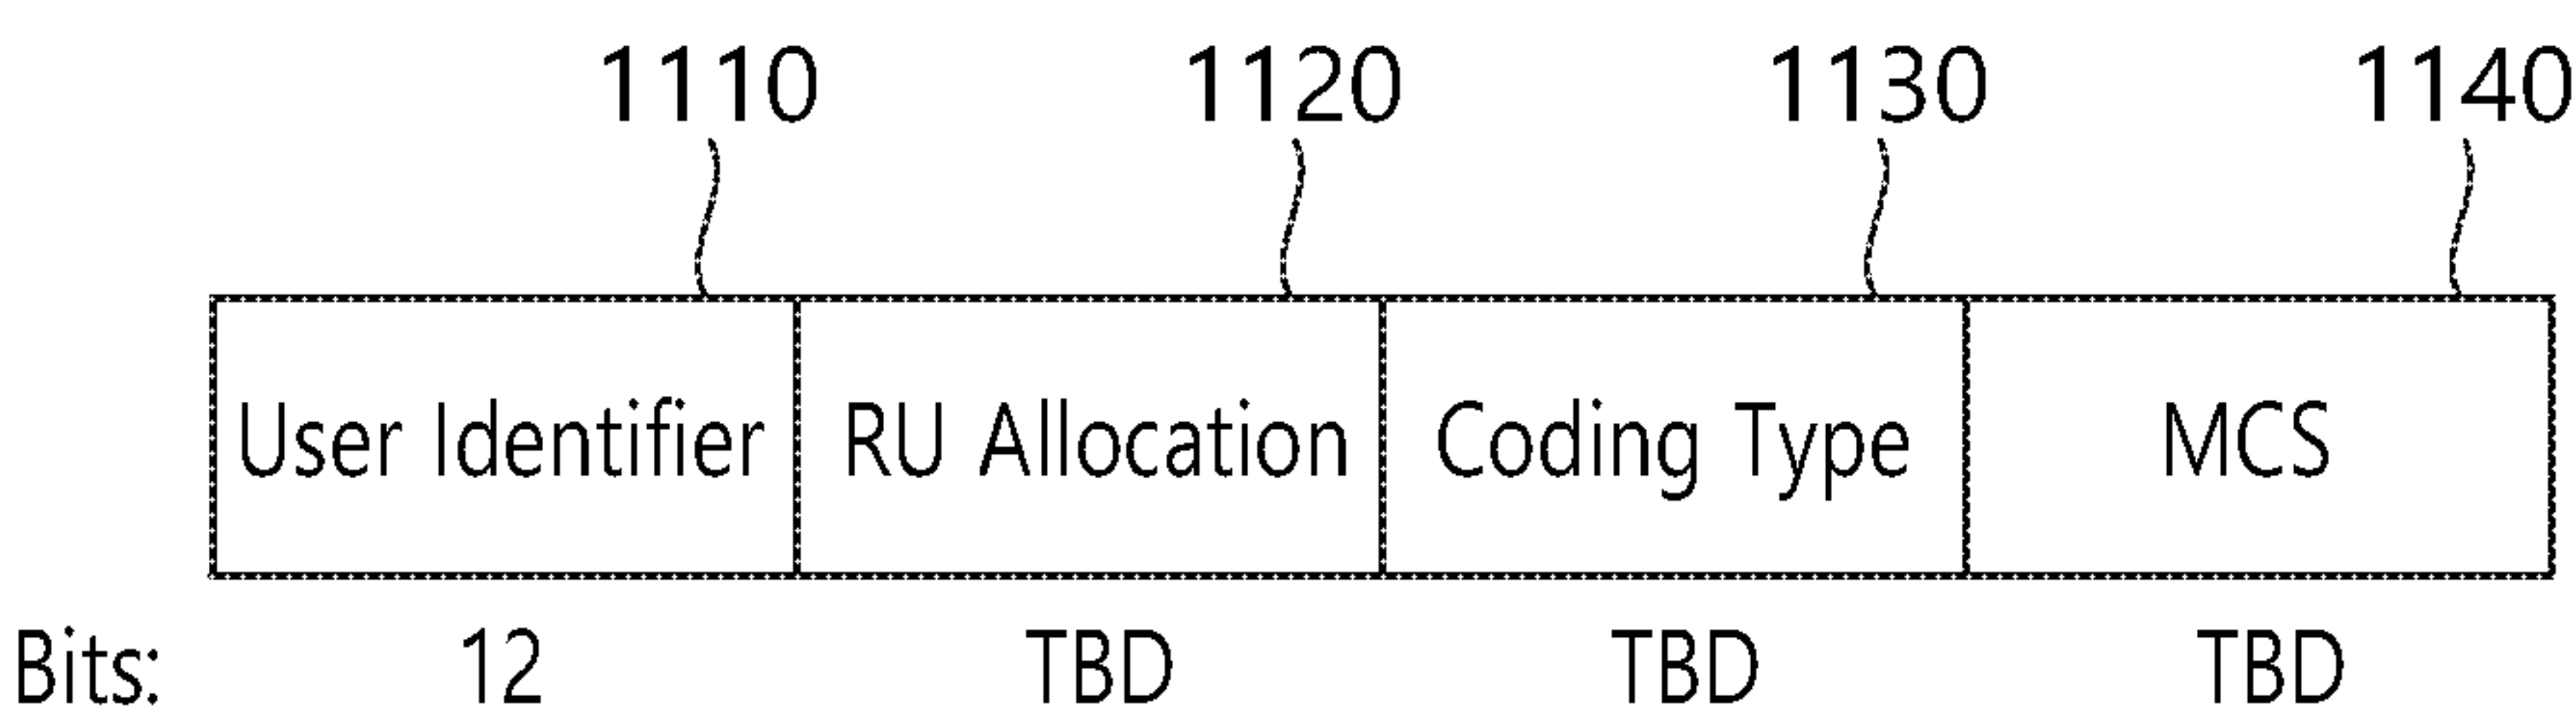 1110 1120 1130 1140
User Identifier RU Allocation Coding Type MCS
Bits: 12 TBD TBD TBD